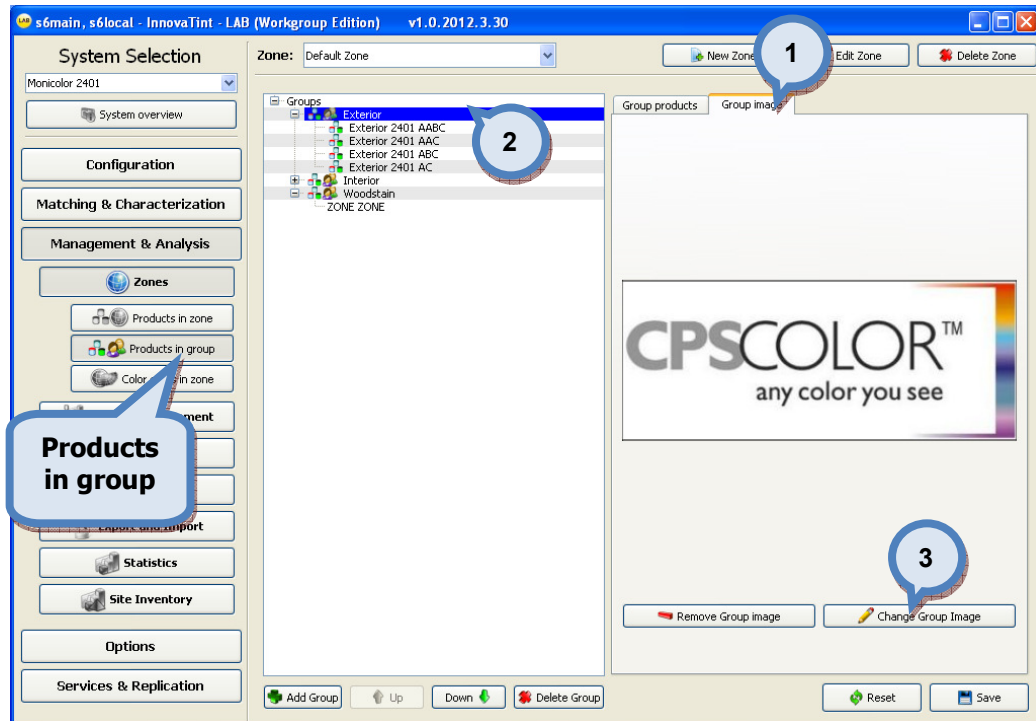 s6main, s6local - InnovaTint - LAB (Workgroup Edition) v1.0.2012.3.30
System Selection
Monicolor 2401
System overview
Configuration
Matching & Characterization
Management & Analysis
Zones
Products in zone
Products in group
Color in zone
Products
in group
Export and Import
Statistics
Site Inventory
Options
Services & Replication
Zone: Default Zone
New Zone
Edit Zone
Delete Zone
1
Groups
Exterior
Exterior 2401 AABC
Exterior 2401 AAC
Exterior 2401 ABC
Exterior 2401 AC
Interior
Woodstain
ZONE ZONE
2
Group products
Group image
CPSCOLOR™
any color you see
3
Remove Group image
Change Group Image
Add Group
Up
Down
Delete Group
Reset
Save